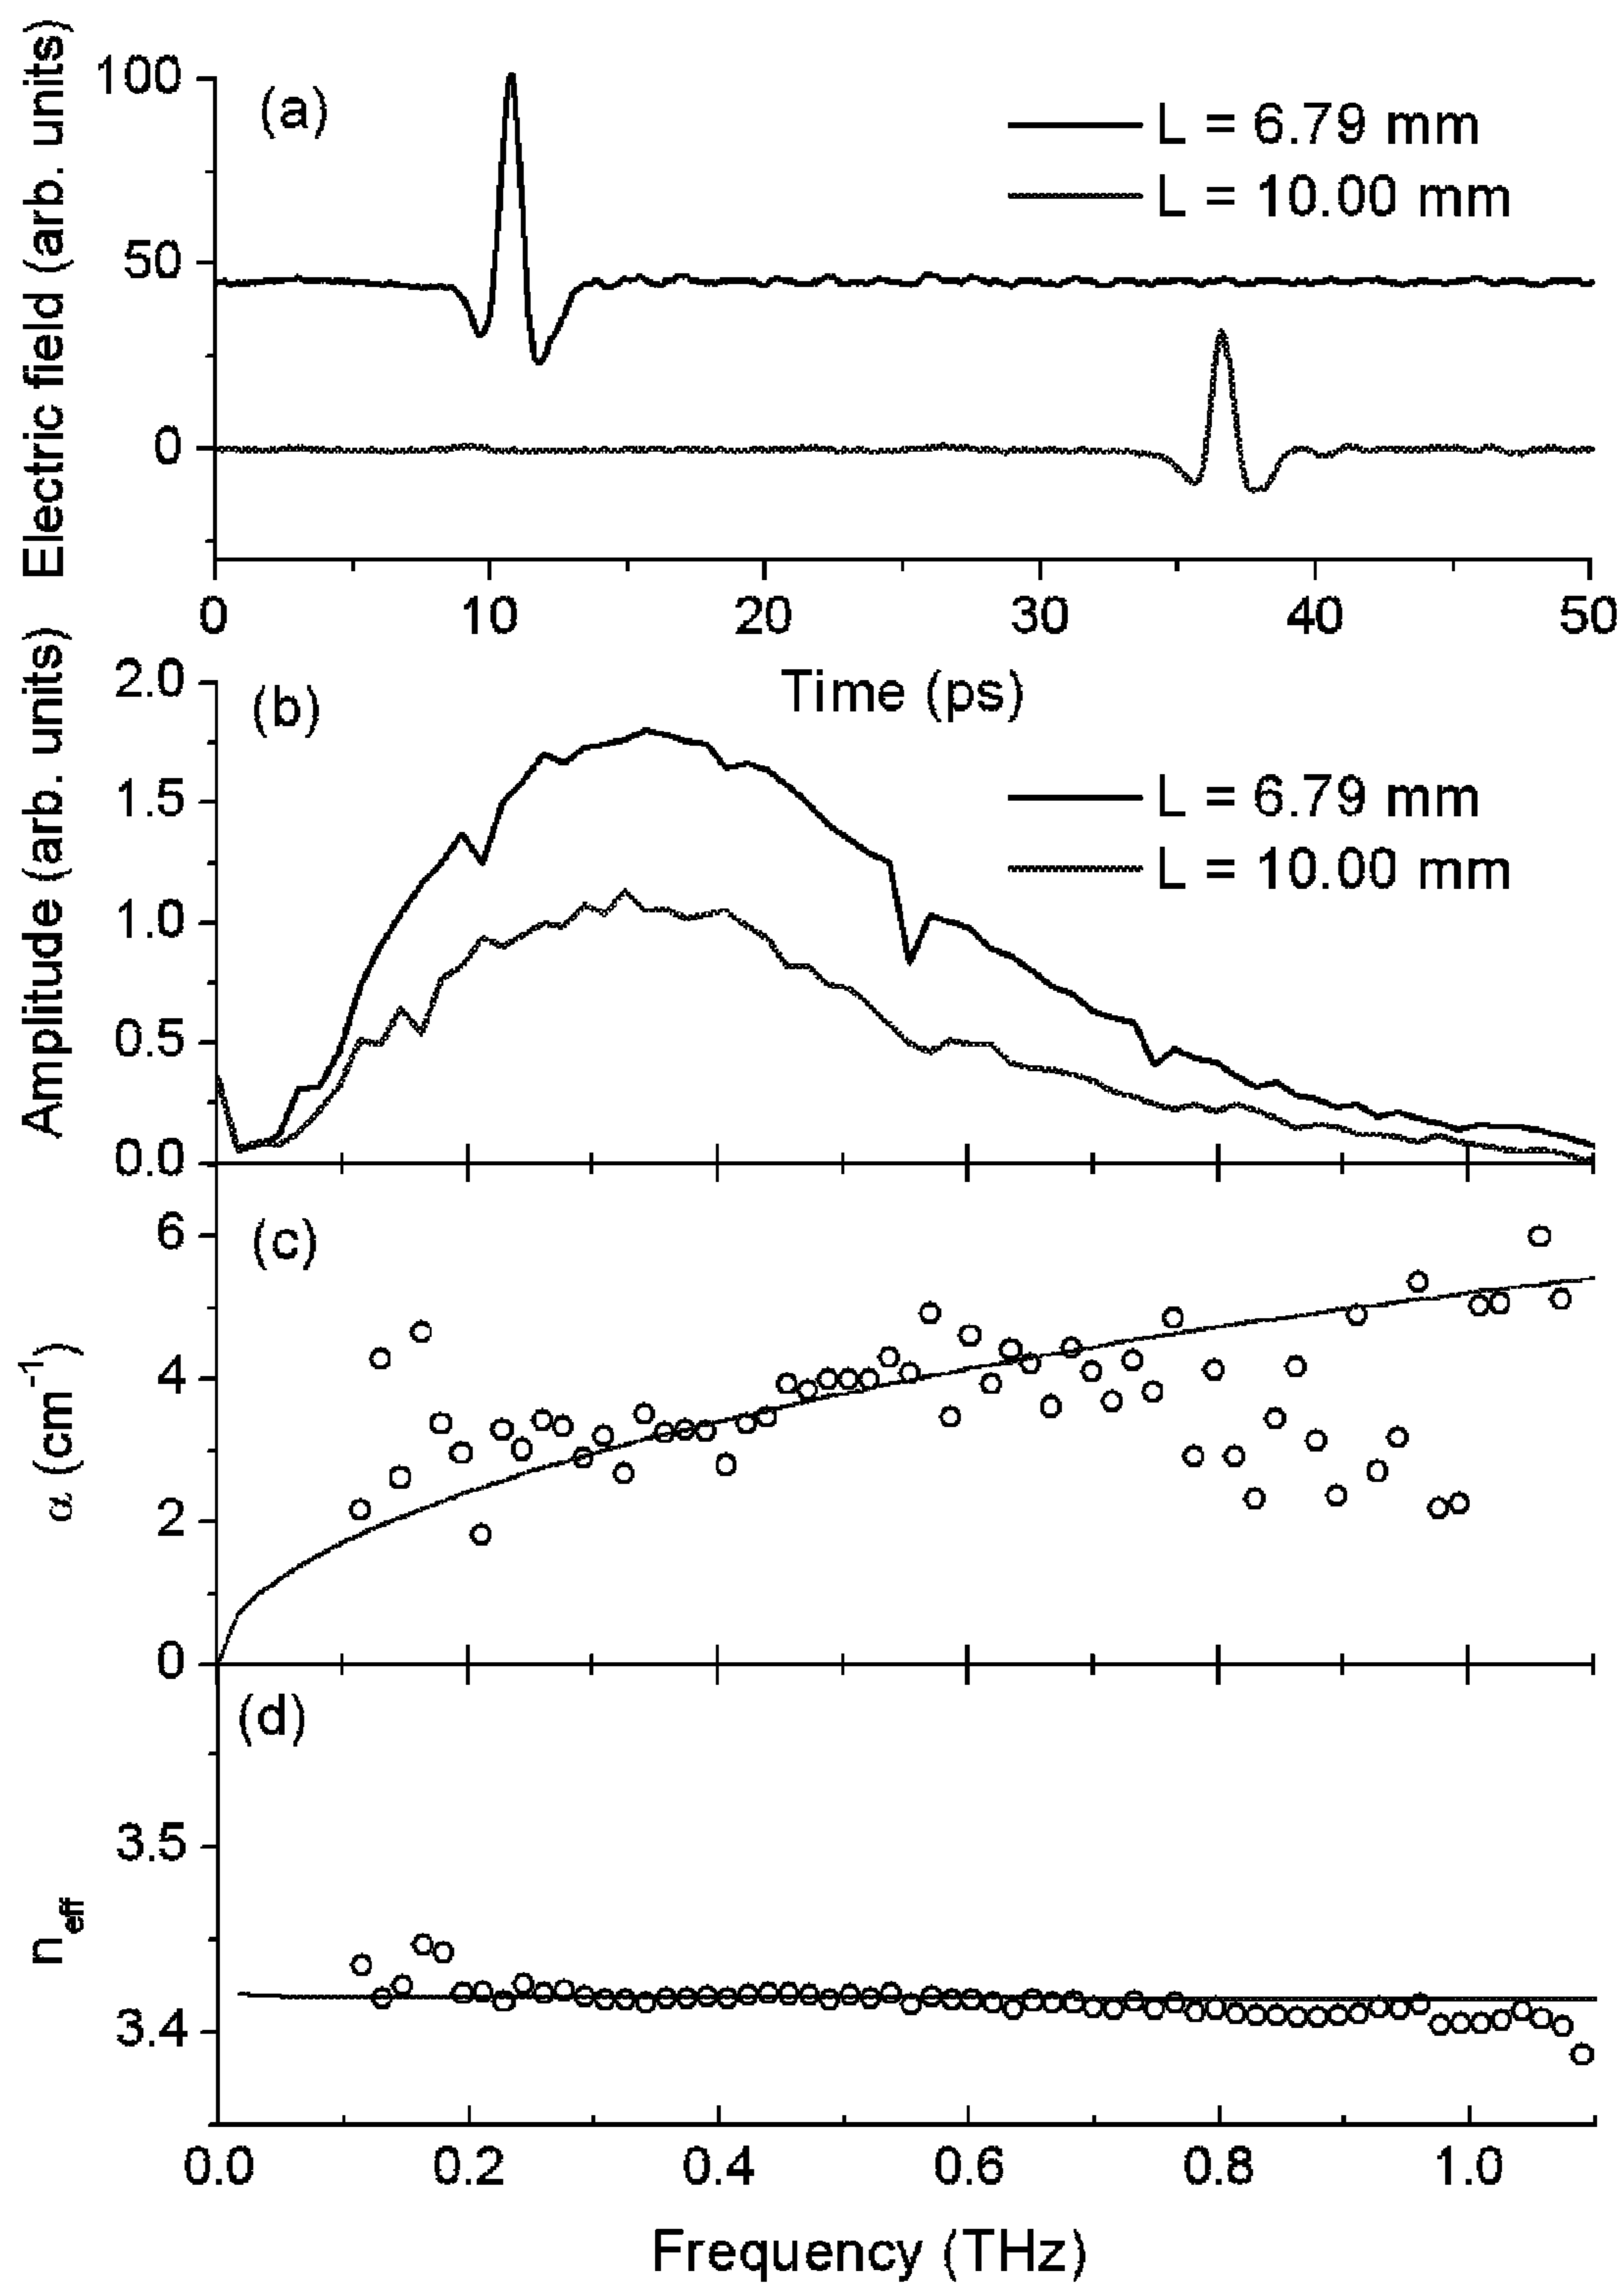 Electric field (arb. units)
100
50
0
(a)
L = 6.79 mm
L = 10.00 mm
0 10 20 30 40 50
Time (ps)
Amplitude (arb. units)
2.0
1.5
1.0
0.5
0.0
(b)
L = 6.79 mm
L = 10.00 mm
α (cm⁻¹)
6
4
2
0
(c)
n_eff
3.5
3.4
(d)
0.0 0.2 0.4 0.6 0.8 1.0
Frequency (THz)